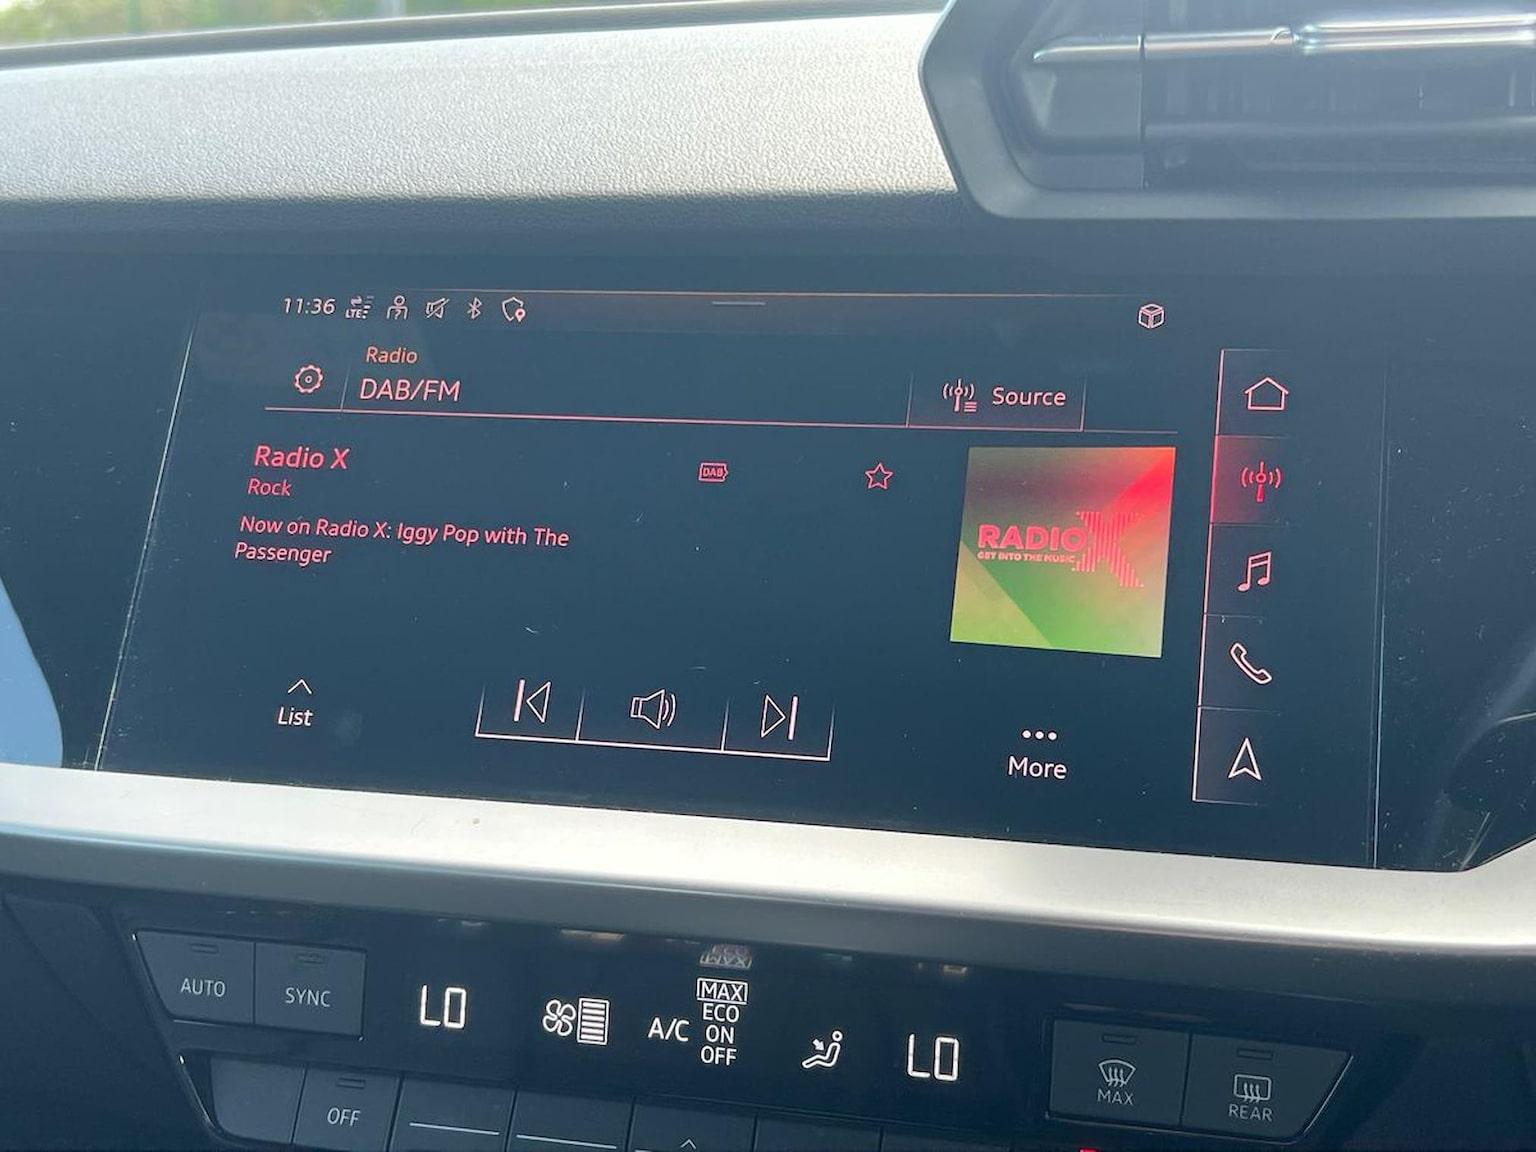 11:36 LTE
Radio
DAB/FM
Source
Radio X
DAB
Rock
Now on Radio X: Iggy Pop with The
Passenger
RADIO X
GET INTO THE MUSIC
List
More
AUTO
SYNC
LO
A/C
MAX
ECO
ON
OFF
LO
MAX
REAR
OFF